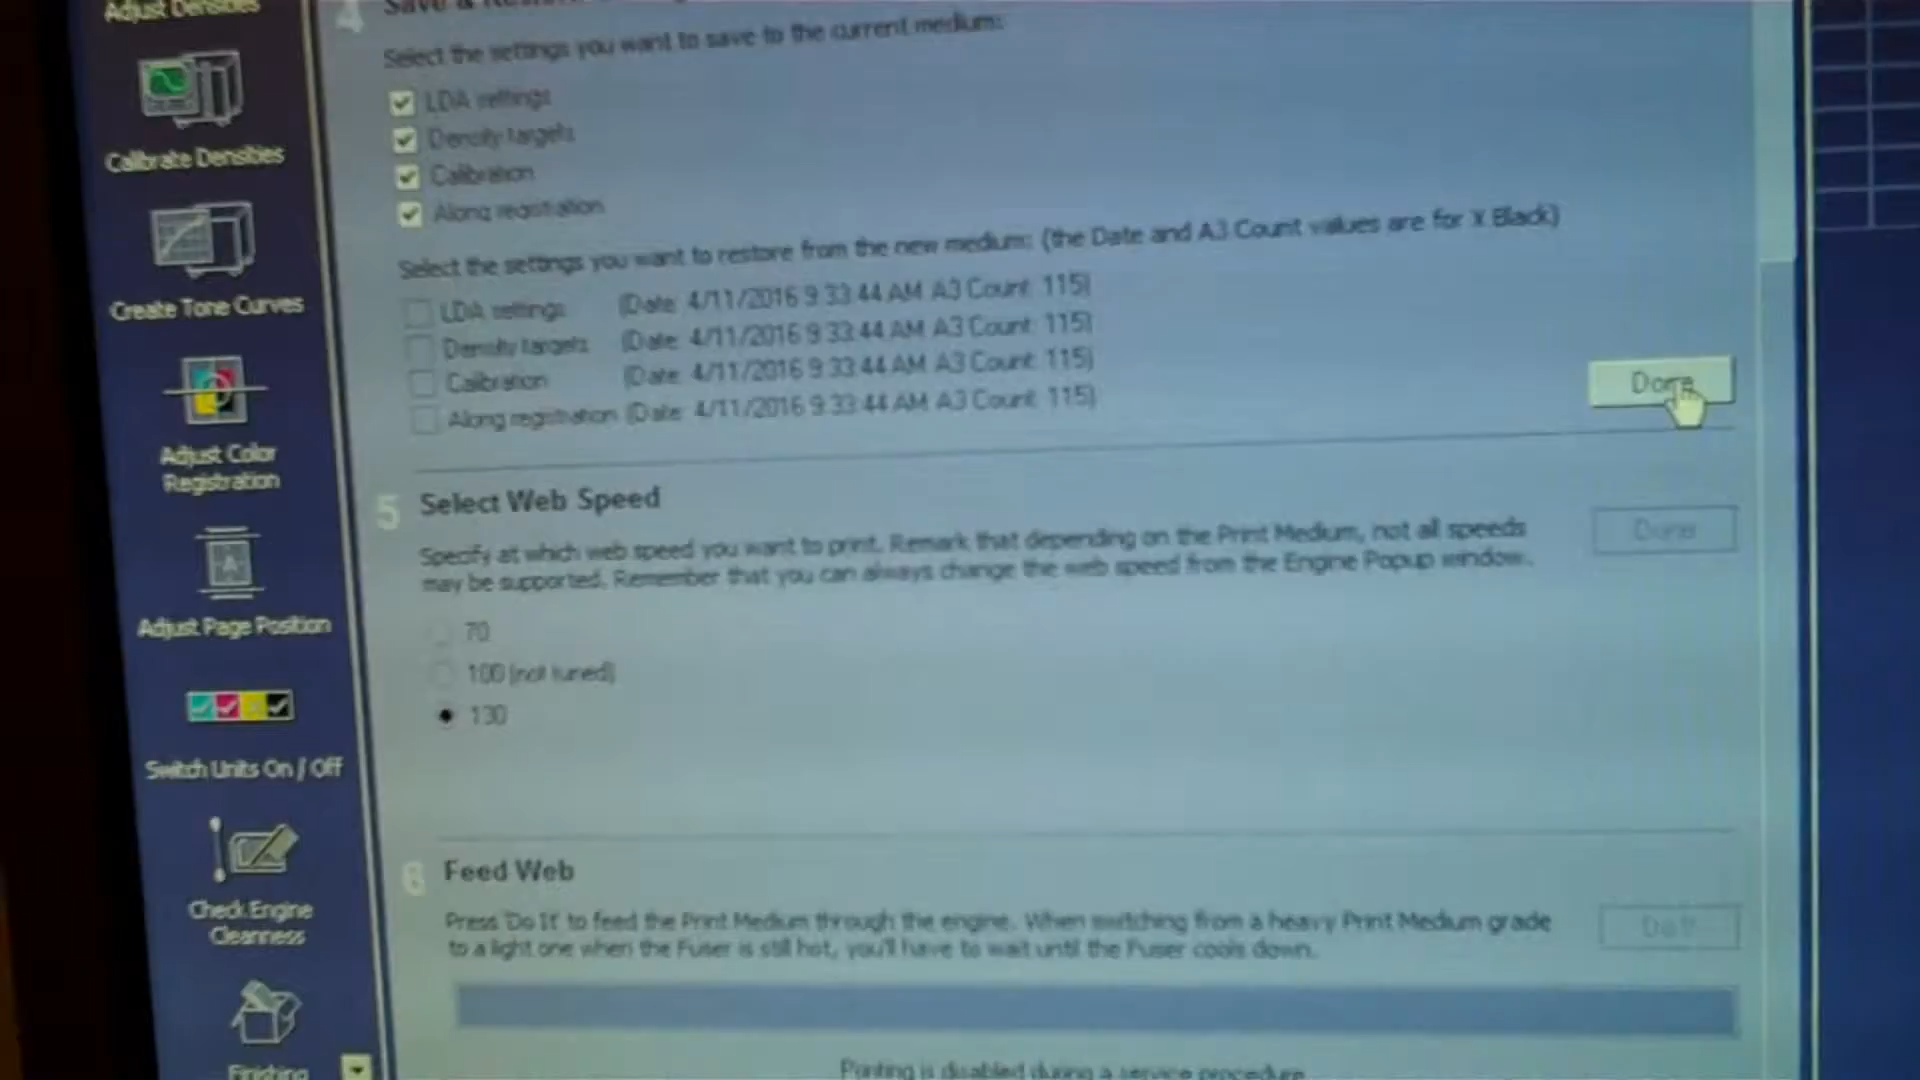 Adjust Densities
Calibrate Densities
Create Tone Curves
Adjust Color
Registration
Adjust Page Position
Switch Units On / Off
Check Engine
Cleanness
Finishing
4 Save &
Select the settings you want to save to the current medium:
LDA settings
Density targets
Calibration
Along registration
Select the settings you want to restore from the new medium: (the Date and A3 Count values are for X Black)
LDA settings (Date: 4/11/2016 9:33:44 AM A3 Count: 115)
Density targets (Date: 4/11/2016 9:33:44 AM A3 Count: 115)
Calibration (Date: 4/11/2016 9:33:44 AM A3 Count: 115)
Along registration (Date: 4/11/2016 9:33:44 AM A3 Count: 115)
Done
5 Select Web Speed
Specify at which web speed you want to print. Remark that depending on the Print Medium, not all speeds
may be supported. Remember that you can always change the web speed from the Engine Popup window.
Done
70
100 (not tuned)
130
6 Feed Web
Press 'Do It' to feed the Print Medium through the engine. When switching from a heavy Print Medium grade
to a light one when the Fuser is still hot, you'll have to wait until the Fuser cools down.
Do It
Printing is disabled during a service procedure